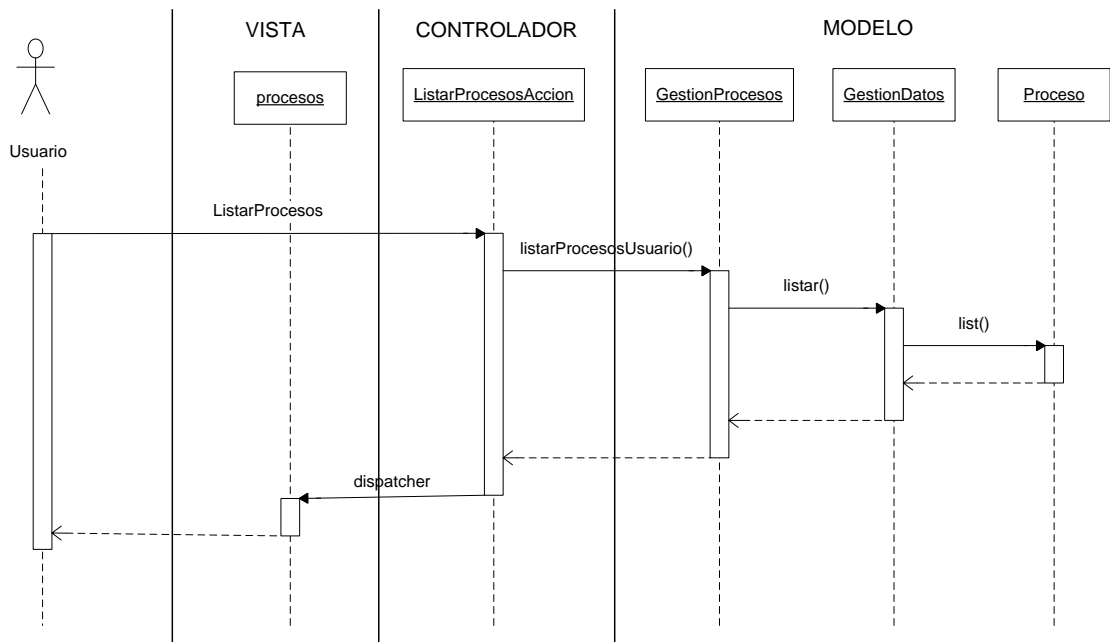 VISTA
CONTROLADOR
MODELO
procesos
ListarProcesosAccion
GestionProcesos
GestionDatos
Proceso
Usuario
ListarProcesos
listarProcesosUsuario()
listar()
list()
dispatcher